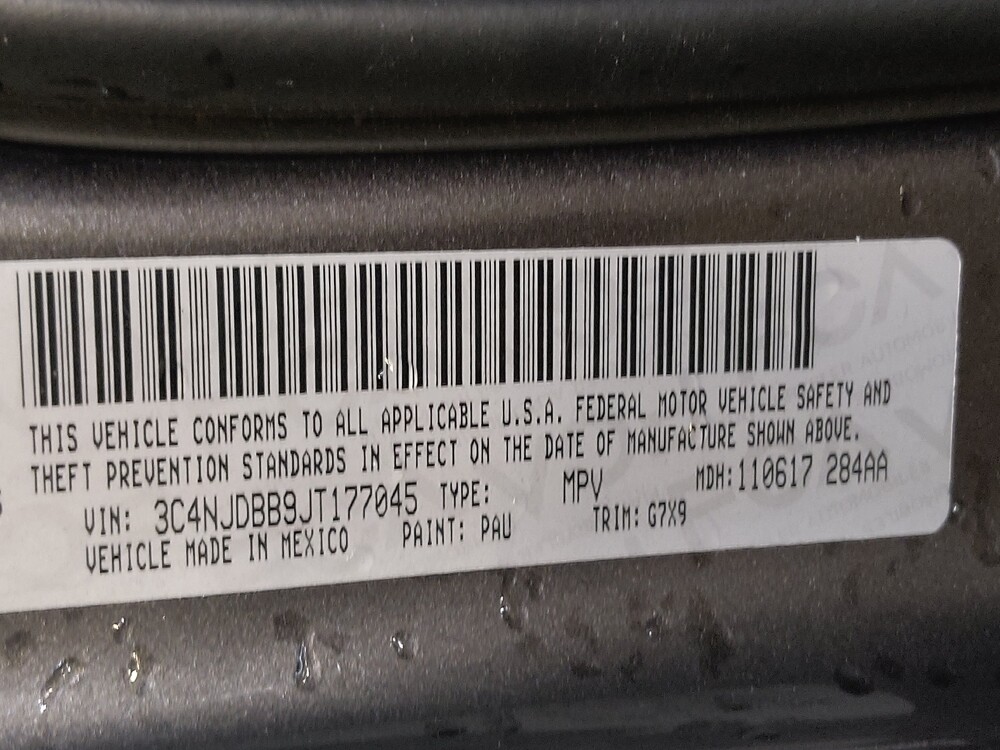 THIS VEHICLE CONFORMS TO ALL APPLICABLE U.S.A. FEDERAL MOTOR VEHICLE SAFETY AND
THEFT PREVENTION STANDARDS IN EFFECT ON THE DATE OF MANUFACTURE SHOWN ABOVE.
VIN: 3C4NJDBB9JT177045 TYPE: MPV MDH:110617 284AA
VEHICLE MADE IN MEXICO PAINT: PAU TRIM: G7X9